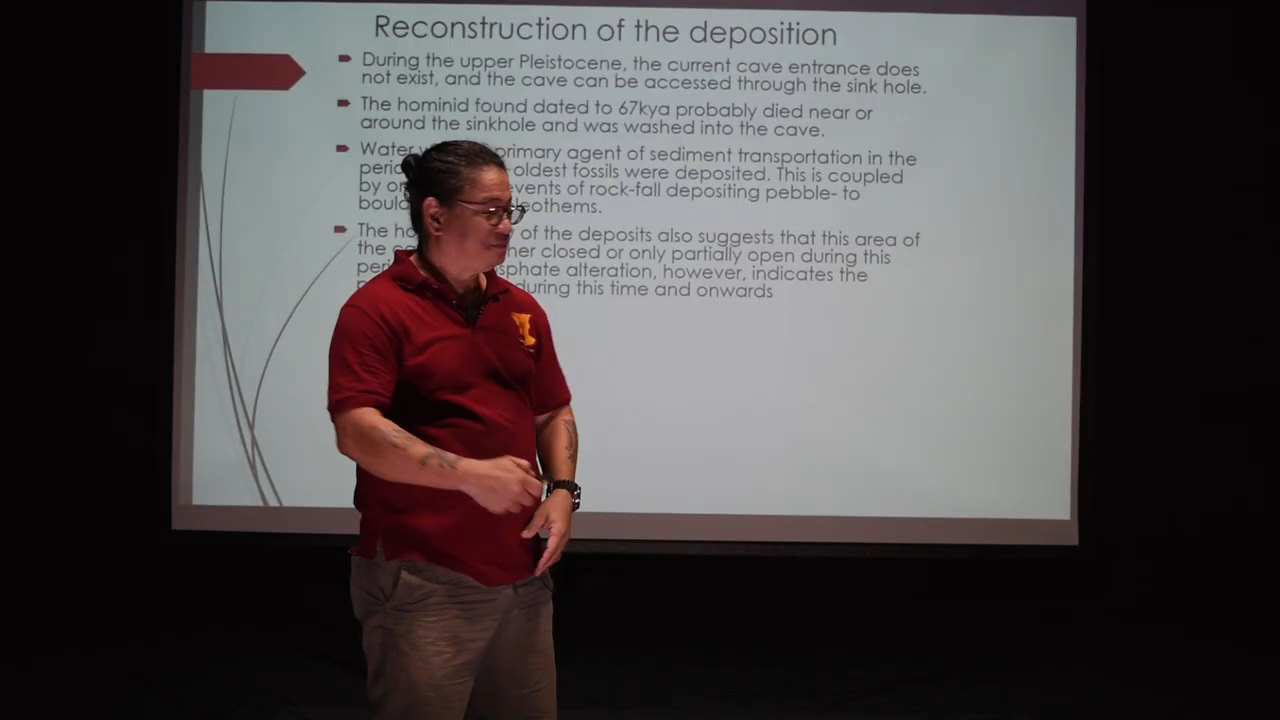 Reconstruction of the deposition
During the upper Pleistocene, the current cave entrance does
not exist, and the cave can be accessed through the sink hole.
The hominid found dated to 67kya probably died near or
around the sinkhole and was washed into the cave.
Water primary agent of sediment transportation in the
oldest fossils were deposited. This is coupled
by events of rock-fall depositing pebble- to
The of the deposits also suggests that this area of
the closed or only partially open during this
alteration, however, indicates the
during this time and onwards